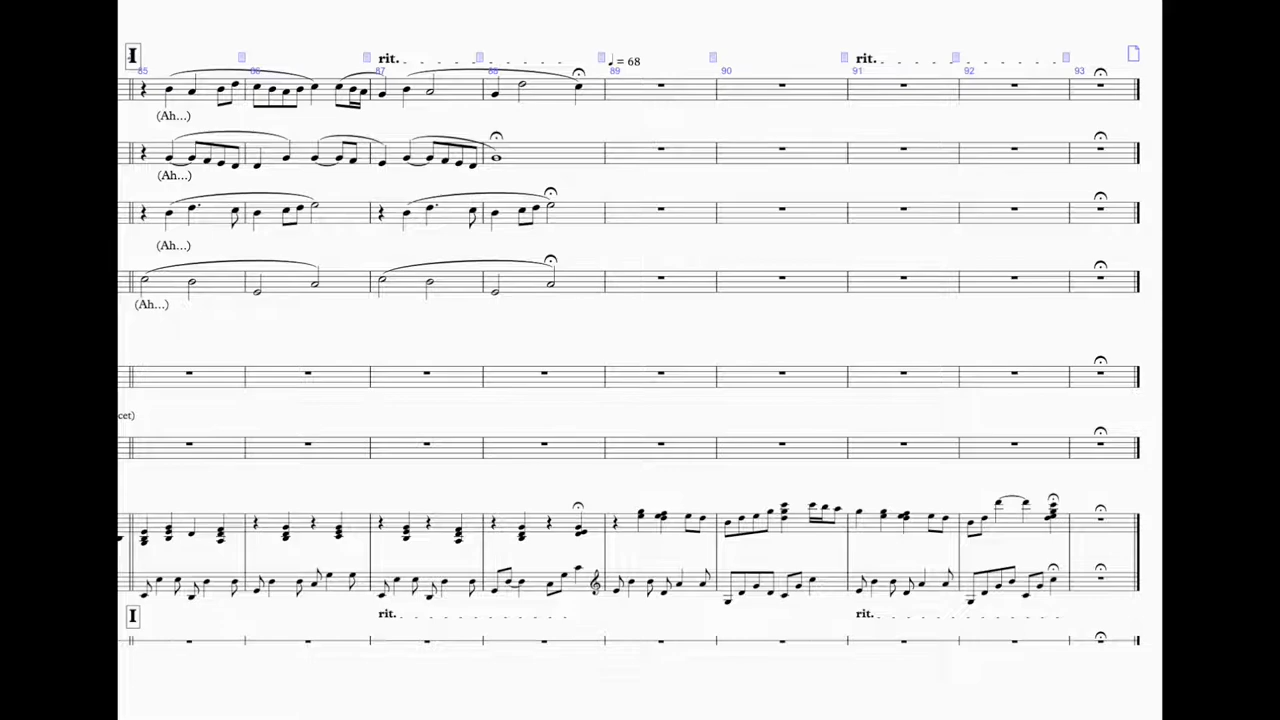 I
rit.
♩ = 68
rit.
85
86
87
88
89
90
91
92
93
(Ah...)
(Ah...)
(Ah...)
(Ah...)
cet)
I
rit.
rit.